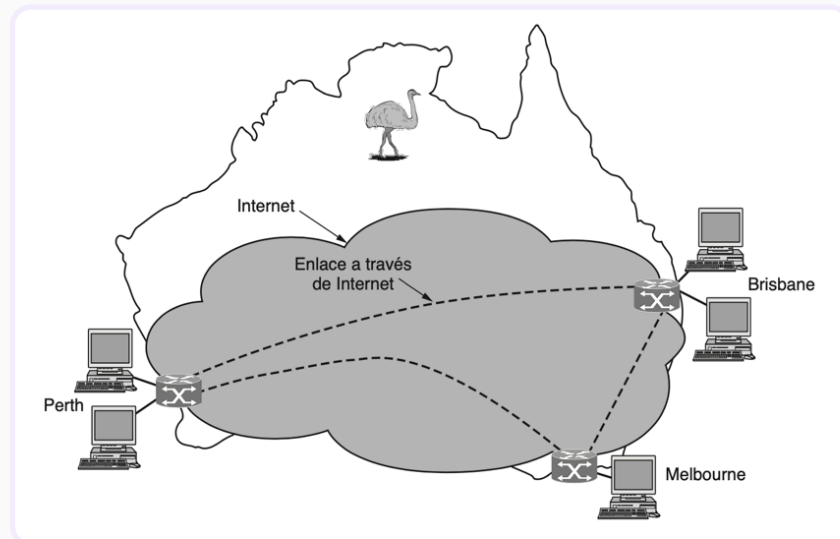 Internet
Enlace a través
de Internet
Brisbane
Perth
Melbourne